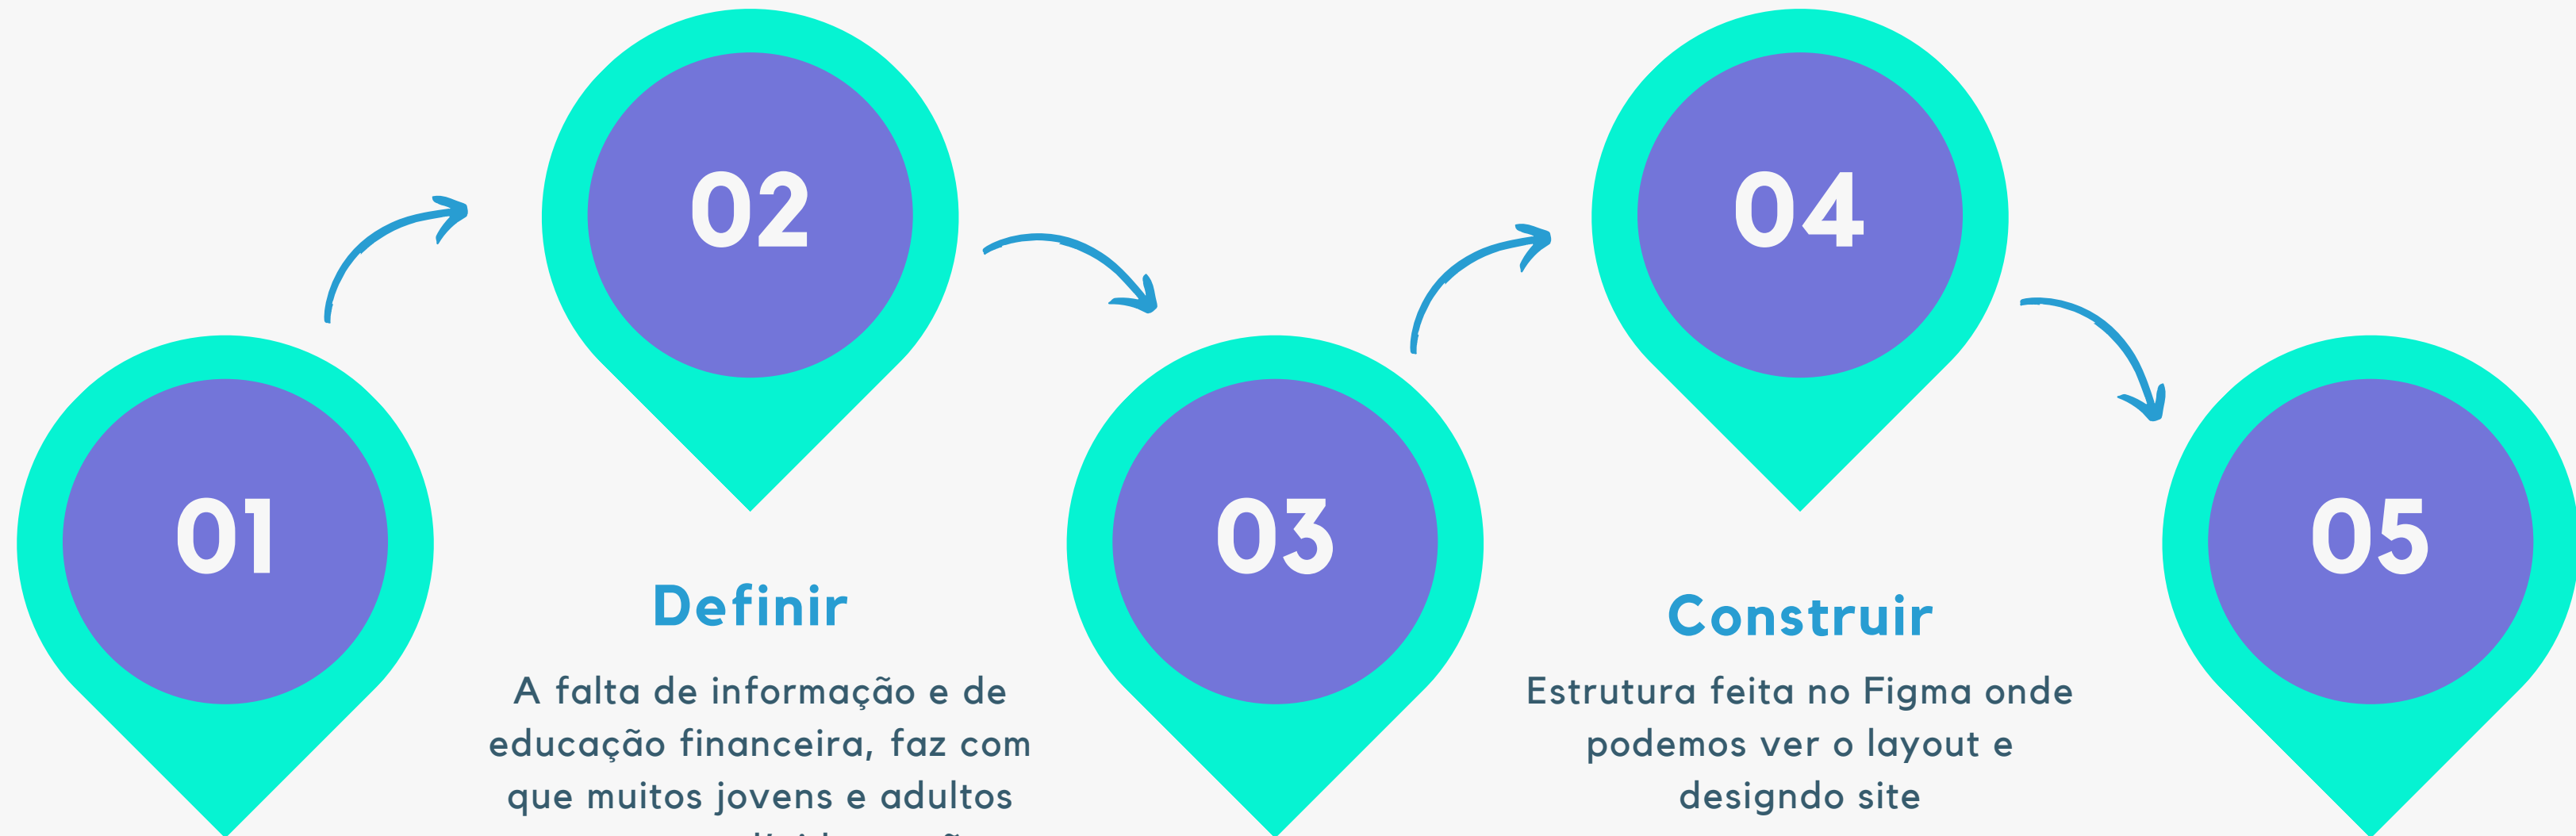 01
02
Definir
A falta de informação e de
educação financeira, faz com
que muitos jovens e adultos
03
04
Construir
Estrutura feita no Figma onde
podemos ver o layout e
designdo site
05